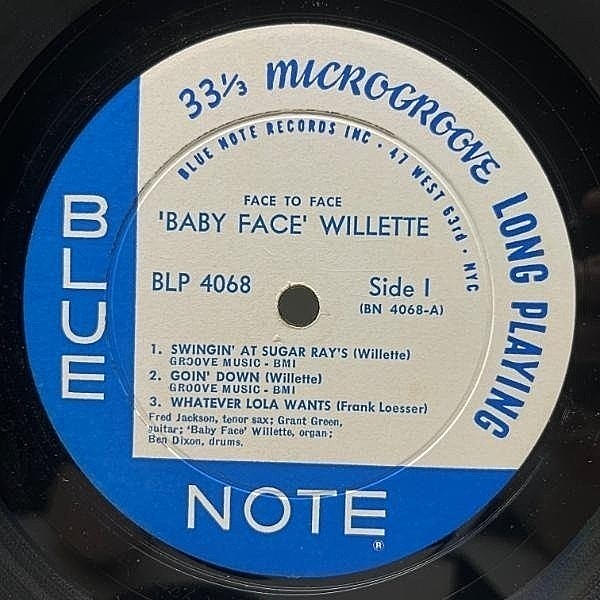 33⅓ MICROGROOVE LONG PLAYING
BLUE NOTE RECORDS INC · 47 WEST 63rd · NYC
FACE TO FACE
'BABY FACE' WILLETTE
BLP 4068
Side 1
(BN 4068-A)
1. SWINGIN' AT SUGAR RAY'S (Willette)
GROOVE MUSIC - BMI
2. GOIN' DOWN (Willette)
GROOVE MUSIC - BMI
3. WHATEVER LOLA WANTS (Frank Loesser)
Fred Jackson, tenor sax; Grant Green,
guitar; 'Baby Face' Willette, organ;
Ben Dixon, drums.
BLUE
NOTE
®